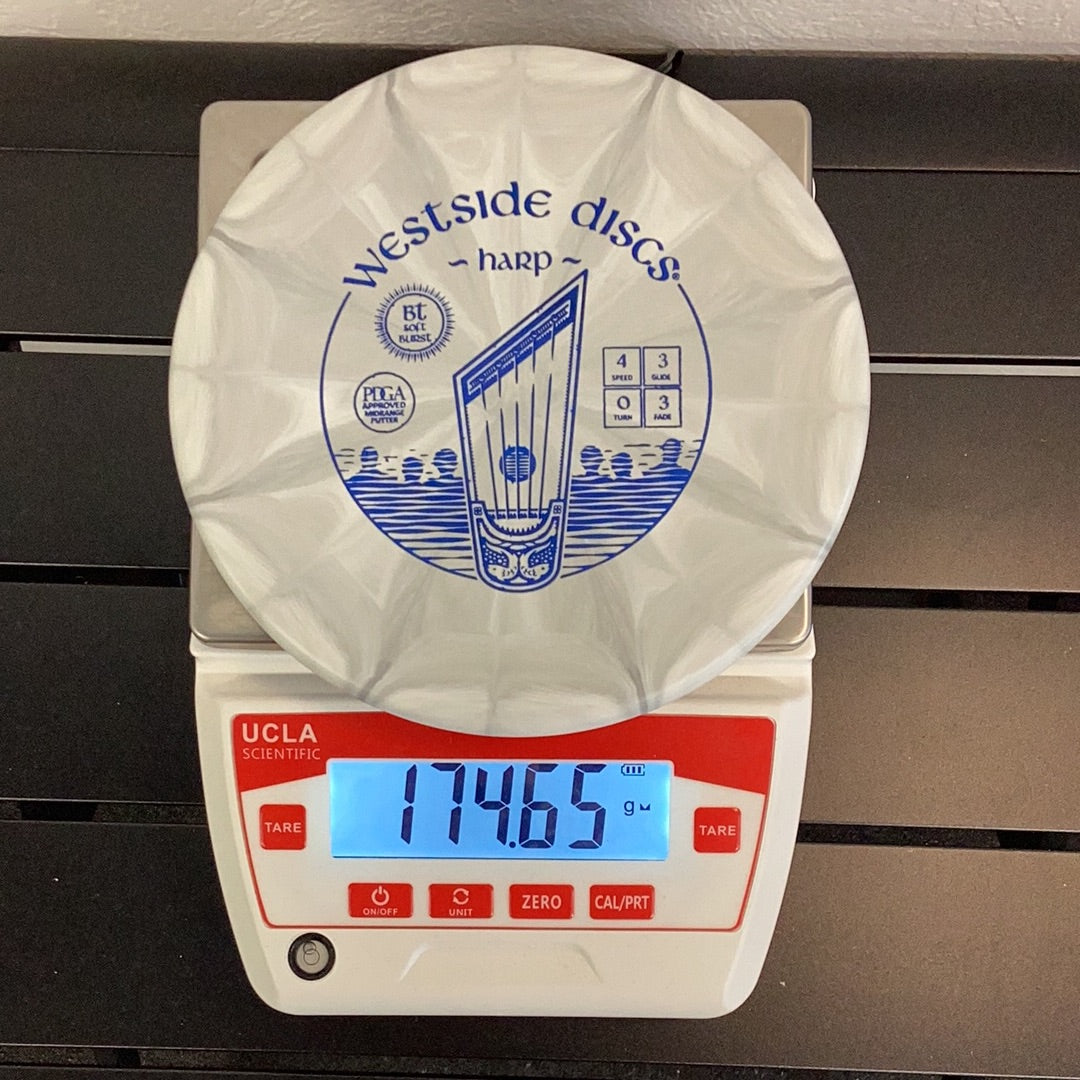 WESTSIDE DISCS®
~ HARP ~
BT
SOFT
BURST
4 3
SPEED GLIDE
0 3
TURN FADE
PDGA
APPROVED
MIDRANGE
PUTTER
UCLA
SCIENTIFIC
174.65 g
TARE
TARE
ON/OFF
UNIT
ZERO
CAL/PRT